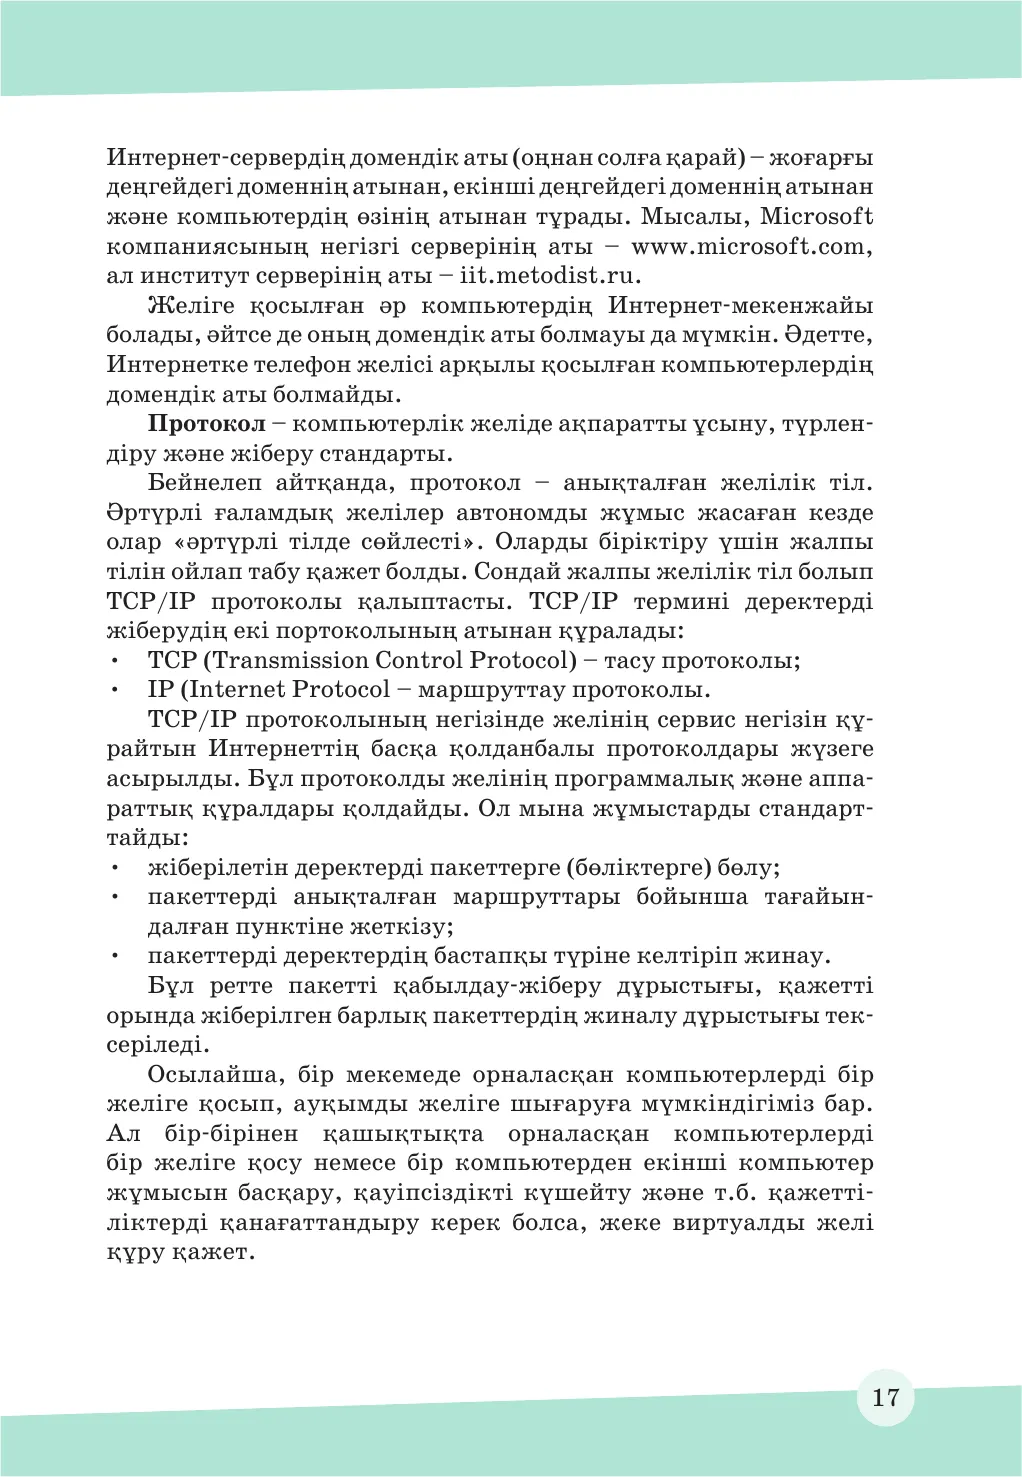 Интернет-сервердің домендік аты (оңнан солға қарай) – жоғарғы
деңгейдегі доменнің атынан, екінші деңгейдегі доменнің атынан
және компьютердің өзінің атынан тұрады. Мысалы, Microsoft
компаниясының негізгі серверінің аты – www.microsoft.com,
ал институт серверінің аты – iit.metodist.ru.
Желіге қосылған әр компьютердің Интернет-мекенжайы
болады, әйтсе де оның домендік аты болмауы да мүмкін. Әдетте,
Интернетке телефон желісі арқылы қосылған компьютерлердің
домендік аты болмайды.
Протокол – компьютерлік желіде ақпаратты ұсыну, түрлен-
діру және жіберу стандарты.
Бейнелеп айтқанда, протокол – анықталған желілік тіл.
Әртүрлі ғаламдық желілер автономды жұмыс жасаған кезде
олар «әртүрлі тілде сөйлесті». Оларды біріктіру үшін жалпы
тілін ойлап табу қажет болды. Сондай жалпы желілік тіл болып
TCP/IP протоколы қалыптасты. TCP/IP термині деректерді
жіберудің екі портоколының атынан құралады:
• TCP (Transmission Control Protocol) – тасу протоколы;
• IP (Internet Protocol – маршруттау протоколы.
TCP/IP протоколының негізінде желінің сервис негізін құ-
райтын Интернеттің басқа қолданбалы протоколдары жүзеге
асырылды. Бұл протоколды желінің программалық және аппа-
раттық құралдары қолдайды. Ол мына жұмыстарды стандарт-
тайды:
• жіберілетін деректерді пакеттерге (бөліктерге) бөлу;
• пакеттерді анықталған маршруттары бойынша тағайын-
далған пунктіне жеткізу;
• пакеттерді деректердің бастапқы түріне келтіріп жинау.
Бұл ретте пакетті қабылдау-жіберу дұрыстығы, қажетті
орында жіберілген барлық пакеттердің жиналу дұрыстығы тек-
серіледі.
Осылайша, бір мекемеде орналасқан компьютерлерді бір
желіге қосып, ауқымды желіге шығаруға мүмкіндігіміз бар.
Ал бір-бірінен қашықтықта орналасқан компьютерлерді
бір желіге қосу немесе бір компьютерден екінші компьютер
жұмысын басқару, қауіпсіздікті күшейту және т.б. қажетті-
ліктерді қанағаттандыру керек болса, жеке виртуалды желі
құру қажет.
17